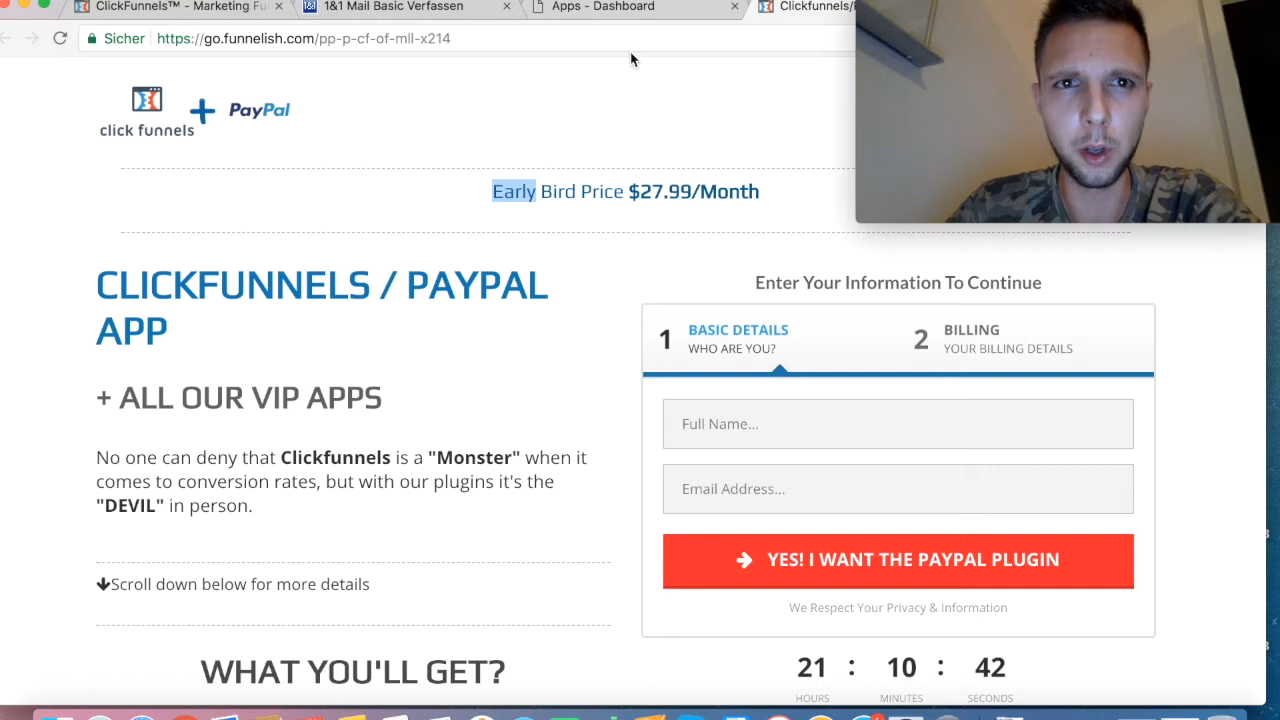 ClickFunnels™ - Marketing Fu
1&1 Mail Basic Verfassen
Apps - Dashboard
Clickfunnels/
Sicher
https://go.funnelish.com/pp-p-cf-of-mll-x214
click funnels
PayPal
Early Bird Price $27.99/Month
CLICKFUNNELS / PAYPAL
APP
+ ALL OUR VIP APPS
No one can deny that Clickfunnels is a "Monster" when it
comes to conversion rates, but with our plugins it's the
"DEVIL" in person.
Scroll down below for more details
WHAT YOU'LL GET?
Enter Your Information To Continue
1 BASIC DETAILS
WHO ARE YOU?
2 BILLING
YOUR BILLING DETAILS
Full Name...
Email Address...
YES! I WANT THE PAYPAL PLUGIN
We Respect Your Privacy & Information
21 : 10 : 42
HOURS MINUTES SECONDS